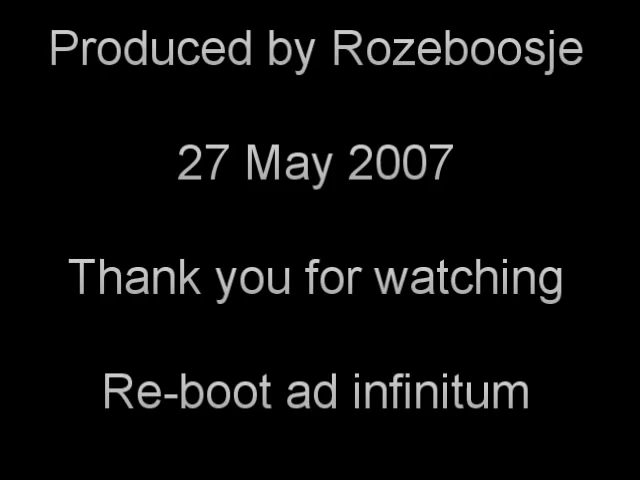 Produced by Rozeboosje
27 May 2007
Thank you for watching
Re-boot ad infinitum